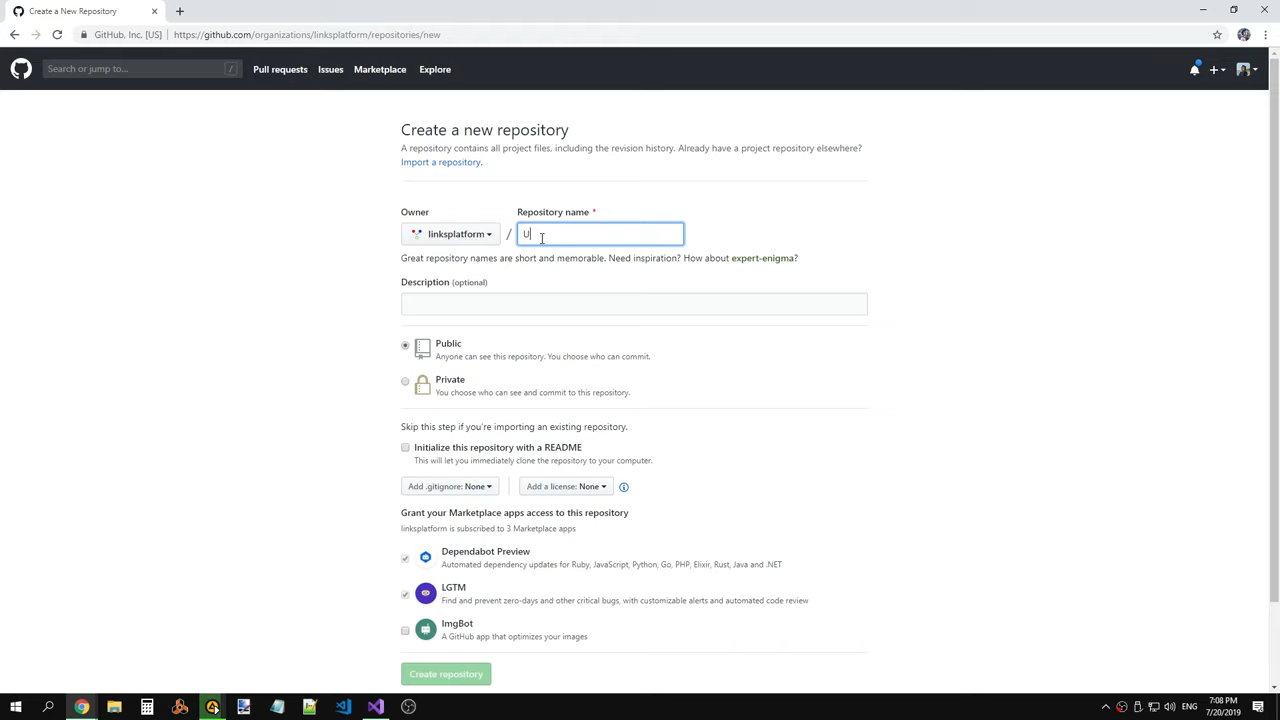 Create a New Repository
GitHub, Inc. [US] https://github.com/organizations/linksplatform/repositories/new
Search or jump to... / Pull requests Issues Marketplace Explore
Create a new repository
A repository contains all project files, including the revision history. Already have a project repository elsewhere?
Import a repository.
Owner Repository name *
linksplatform / U
Great repository names are short and memorable. Need inspiration? How about expert-enigma?
Description (optional)
Public
Anyone can see this repository. You choose who can commit.
Private
You choose who can see and commit to this repository.
Skip this step if you're importing an existing repository.
Initialize this repository with a README
This will let you immediately clone the repository to your computer.
Add .gitignore: None Add a license: None
Grant your Marketplace apps access to this repository
linksplatform is subscribed to 3 Marketplace apps
Dependabot Preview
Automated dependency updates for Ruby, JavaScript, Python, Go, PHP, Elixir, Rust, Java and .NET
LGTM
Find and prevent zero-days and other critical bugs, with customizable alerts and automated code review
ImgBot
A GitHub app that optimizes your images
Create repository
7:08 PM
7/20/2019